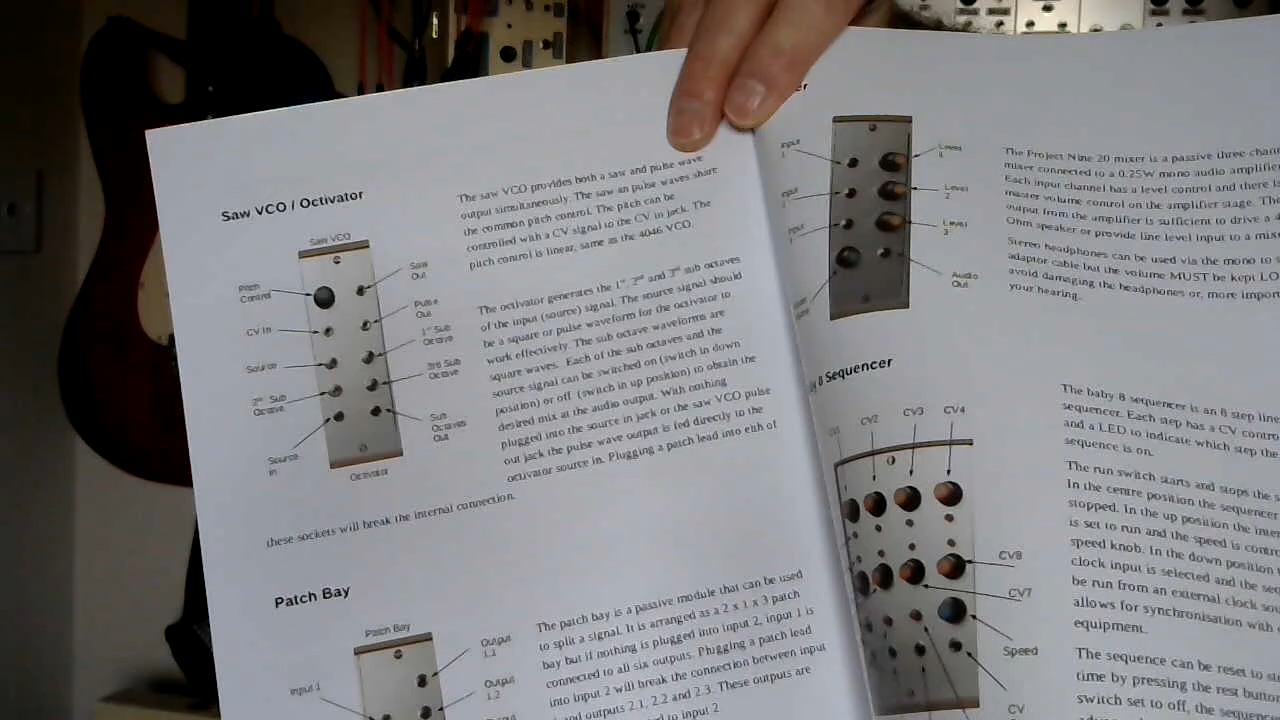 Saw VCO / Octivator
Saw VCO
Saw
Out
Pitch
Control
Pulse
Out
CV In
1st Sub
Octave
Source
3rd Sub
Octave
2nd Sub
Octave
Sub
Octaves
Out
Source
In
Octivator
The saw VCO provides both a saw and pulse wave
output simultaneously. The saw an pulse waves share
the common pitch control. The pitch can be
controlled with a CV signal to the CV in jack. The
pitch control is linear, same as the 4046 VCO.
The octivator generates the 1st, 2nd and 3rd sub octaves
of the input (source) signal. The source signal should
be a square or pulse waveform for the octivator to
work effectively. The sub octave waveforms are
square waves. Each of the sub octaves and the
source signal can be switched on (switch in down
position) or off (switch in up position) to obtain the
desired mix at the audio output. With nothing
plugged into the source in jack or the saw VCO pulse
out jack the pulse wave output is fed directly to the
octivator source in. Plugging a patch lead into eith of
these sockets will break the internal connection.
Patch Bay
Patch Bay
Output
1.1
Input 1
Output
1.2
The patch bay is a passive module that can be used
to split a signal. It is arranged as a 2 x 1 x 3 patch
bay but if nothing is plugged into input 2, input 1 is
connected to all six outputs. Plugging a patch lead
into input 2 will break the connection between input
and outputs 2.1, 2.2 and 2.3. These outputs are
to input 2
er
Input
1
Level
1
Level
2
Level
3
Audio
Out
The Project Nine 20 mixer is a passive three chan
mixer connected to a 0.25W mono audio amplifie
Each input channel has a level control and there i
master volume control on the amplifier stage. The
output from the amplifier is sufficient to drive a
Ohm speaker or provide line level input to a mixe
Stereo headphones can be used via the mono to s
adaptor cable but the volume MUST be kept LO
avoid damaging the headphones or, more impor
your hearing.
y 8 Sequencer
CV2
CV3
CV4
CV8
CV7
Speed
CV
The baby 8 sequencer is an 8 step line
sequencer. Each step has a CV contro
and a LED to indicate which step the
sequence is on.
The run switch starts and stops the s
In the centre position the sequencer
stopped. In the up position the inter
is set to run and the speed is contr
speed knob. In the down position
clock input is selected and the seq
be run from an external clock sou
allows for synchronisation with
equipment.
The sequence can be reset to st
time by pressing the rest button
switch set to off, the sequenc